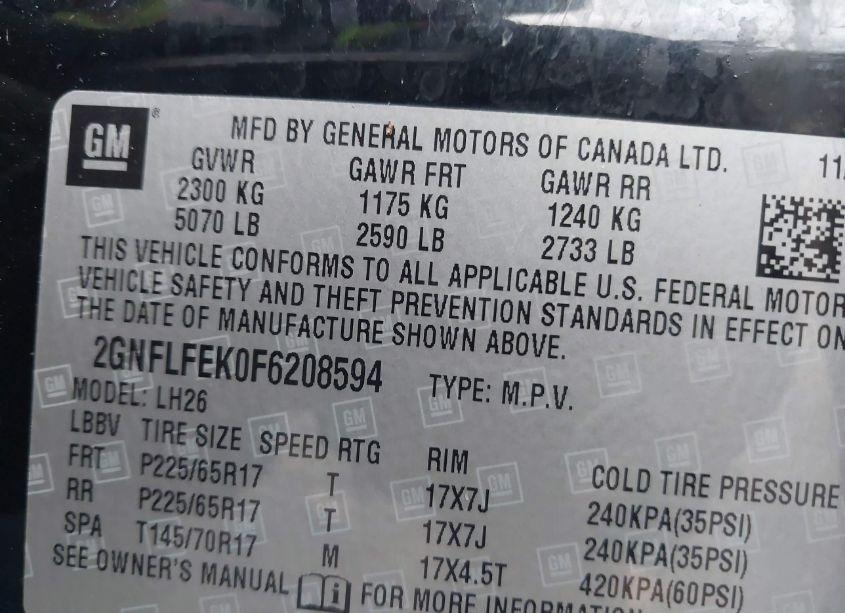 GM ®
MFD BY GENERAL MOTORS OF CANADA LTD.
11/
GVWR GAWR FRT GAWR RR
2300 KG 1175 KG 1240 KG
5070 LB 2590 LB 2733 LB
THIS VEHICLE CONFORMS TO ALL APPLICABLE U.S. FEDERAL MOTOR
VEHICLE SAFETY AND THEFT PREVENTION STANDARDS IN EFFECT ON
THE DATE OF MANUFACTURE SHOWN ABOVE.
2GNFLFEK0F6208594 TYPE: M.P.V.
MODEL: LH26
LBBV TIRE SIZE SPEED RTG RIM COLD TIRE PRESSURE
FRT P225/65R17 T 17X7J 240KPA(35PSI)
RR P225/65R17 T 17X7J 240KPA(35PSI)
SPA T145/70R17 M 17X4.5T 420KPA(60PSI)
SEE OWNER'S MANUAL FOR MORE INFORMATION